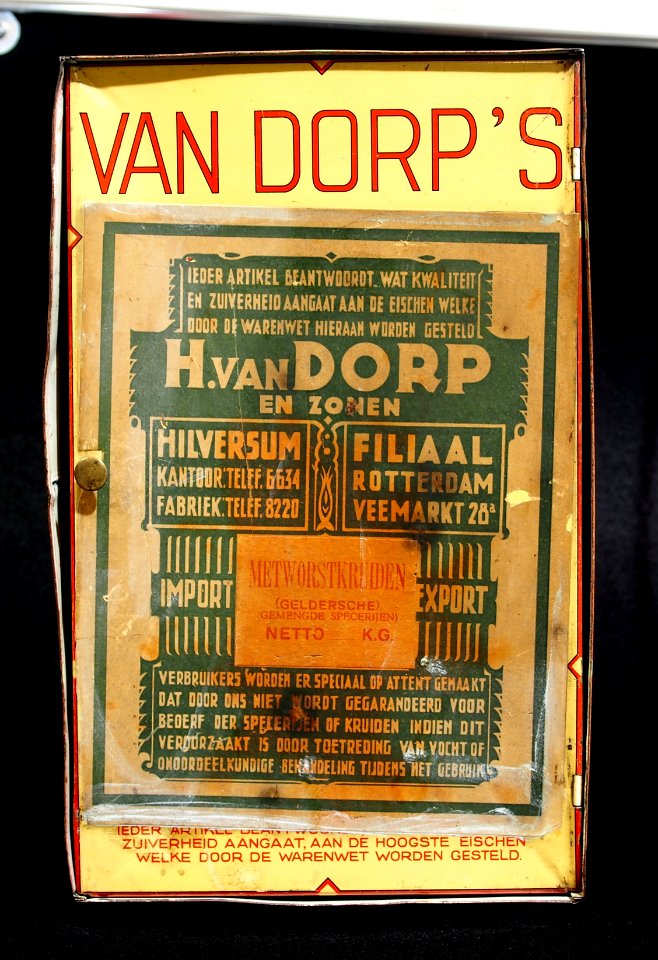 VAN DORP'S
IEDER ARTIKEL BEANTWOORDT WAT KWALITEIT
EN ZUIVERHEID AANGAAT AAN DE EISCHEN WELKE
DOOR DE WARENWET HIERAAN WORDEN GESTELD
H. VAN DORP
EN ZONEN
HILVERSUM
KANTOOR: TELEF. 6634
FABRIEK: TELEF. 8220
FILIAAL
ROTTERDAM
VEEMARKT 28a
IMPORT
EXPORT
METWORSTKRUIDEN
(GELDERSCHE)
(GEMENGDE SPECERIJEN)
NETTO K.G.
VERBRUIKERS WORDEN ER SPECIAAL OP ATTENT GEMAAKT
DAT DOOR ONS NIET WORDT GEGARANDEERD VOOR
BEDERF DER SPECERIJEN OF KRUIDEN INDIEN DIT
VEROORZAAKT IS DOOR TOETREDING VAN VOCHT OF
ONOORDEELKUNDIGE BEHANDELING TIJDENS HET GEBRUIK
IEDER ARTIKEL BEANTWOOR
ZUIVERHEID AANGAAT, AAN DE HOOGSTE EISCHEN
WELKE DOOR DE WARENWET WORDEN GESTELD.